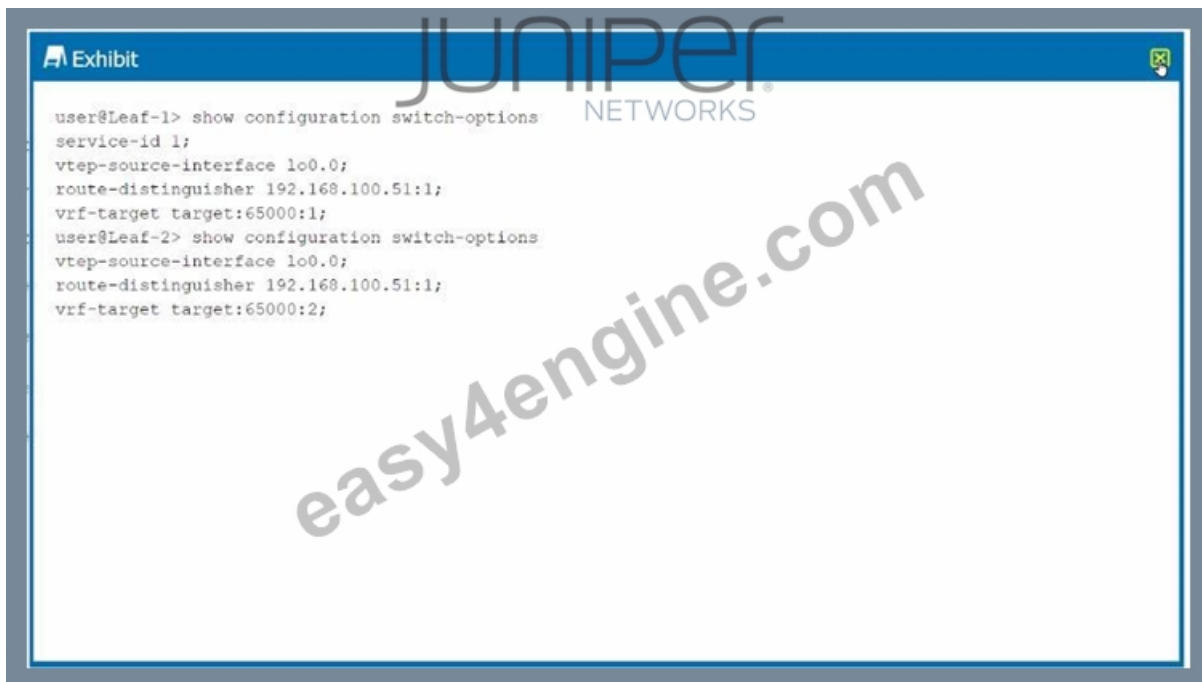 JUNIPER
NETWORKS
Exhibit
user@Leaf-1> show configuration switch-options
service-id 1;
vtep-source-interface lo0.0;
route-distinguisher 192.168.100.51:1;
vrf-target target:65000:1;
user@Leaf-2> show configuration switch-options
vtep-source-interface lo0.0;
route-distinguisher 192.168.100.51:1;
vrf-target target:65000:2;
easy4engine.com